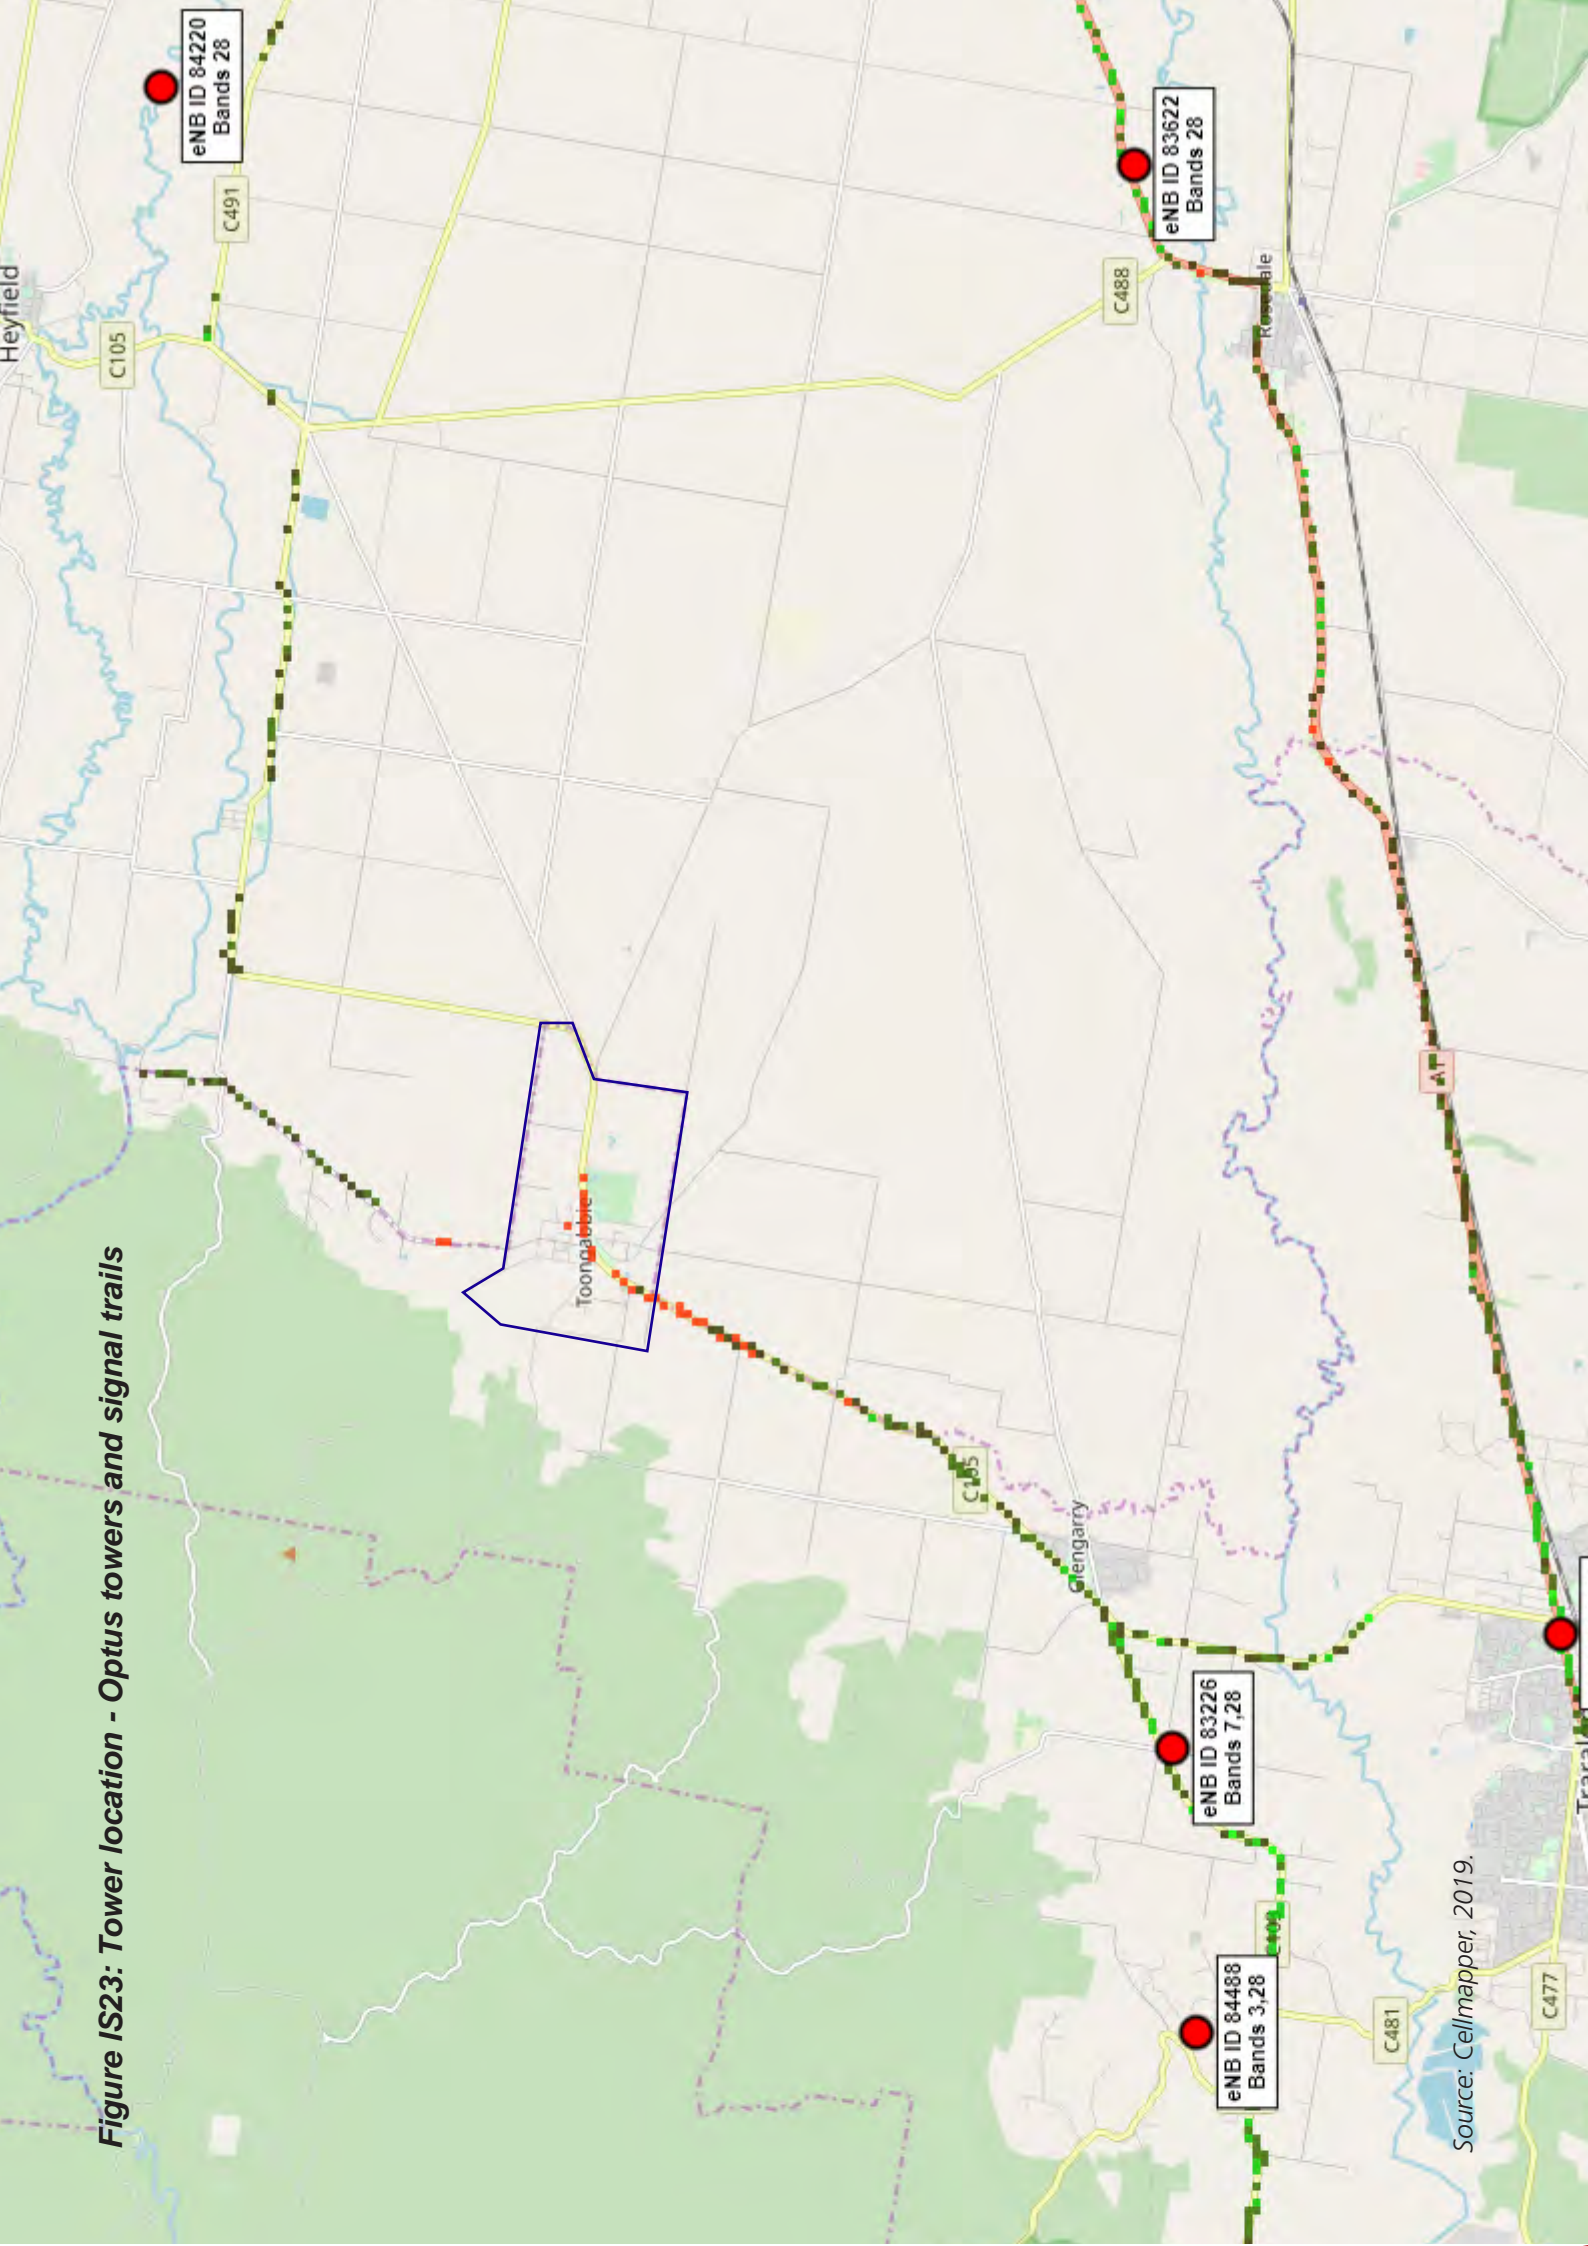 Figure IS23: Tower location - Optus towers and signal trails
Heyfield
C105
C491
eNB ID 84220
Bands 28
Toongabbie
C488
eNB ID 83622
Bands 28
Rosedale
C105
Glengarry
A1
eNB ID 83226
Bands 7,28
eNB ID 84488
Bands 3,28
C481
C477
Source: Cellmapper, 2019.